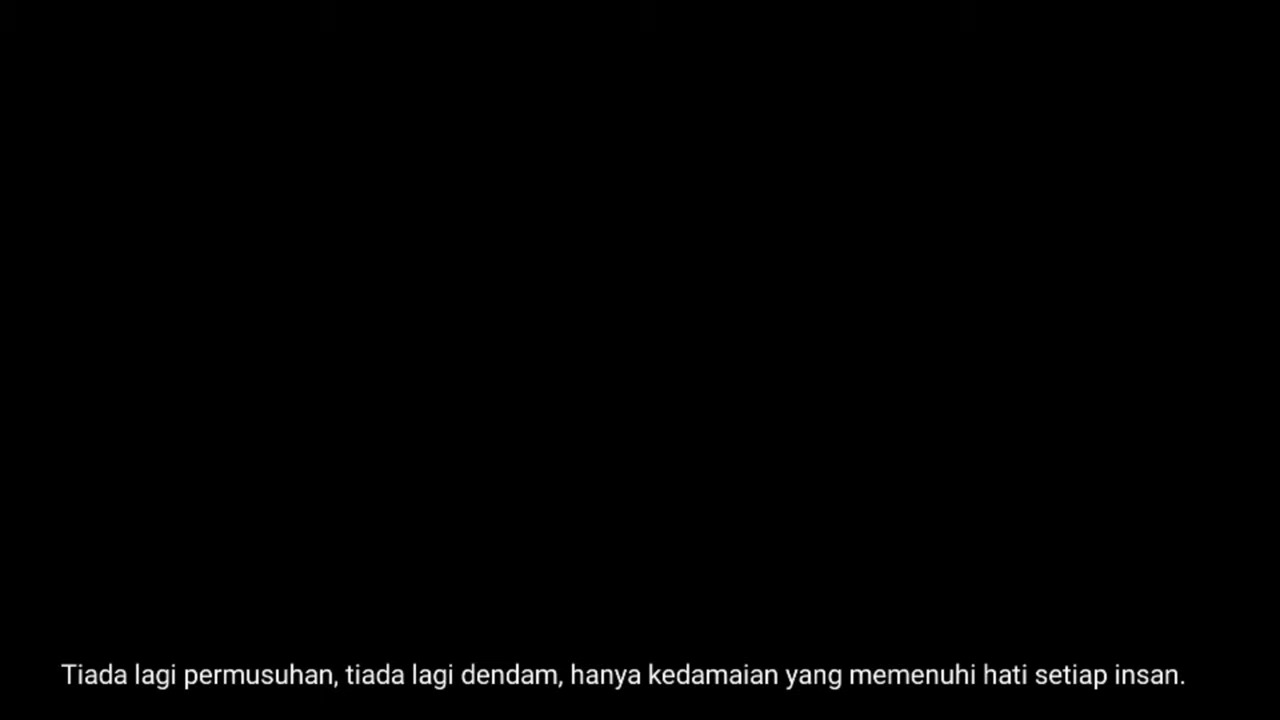 Tiada lagi permusuhan, tiada lagi dendam, hanya kedamaian yang memenuhi hati setiap insan.